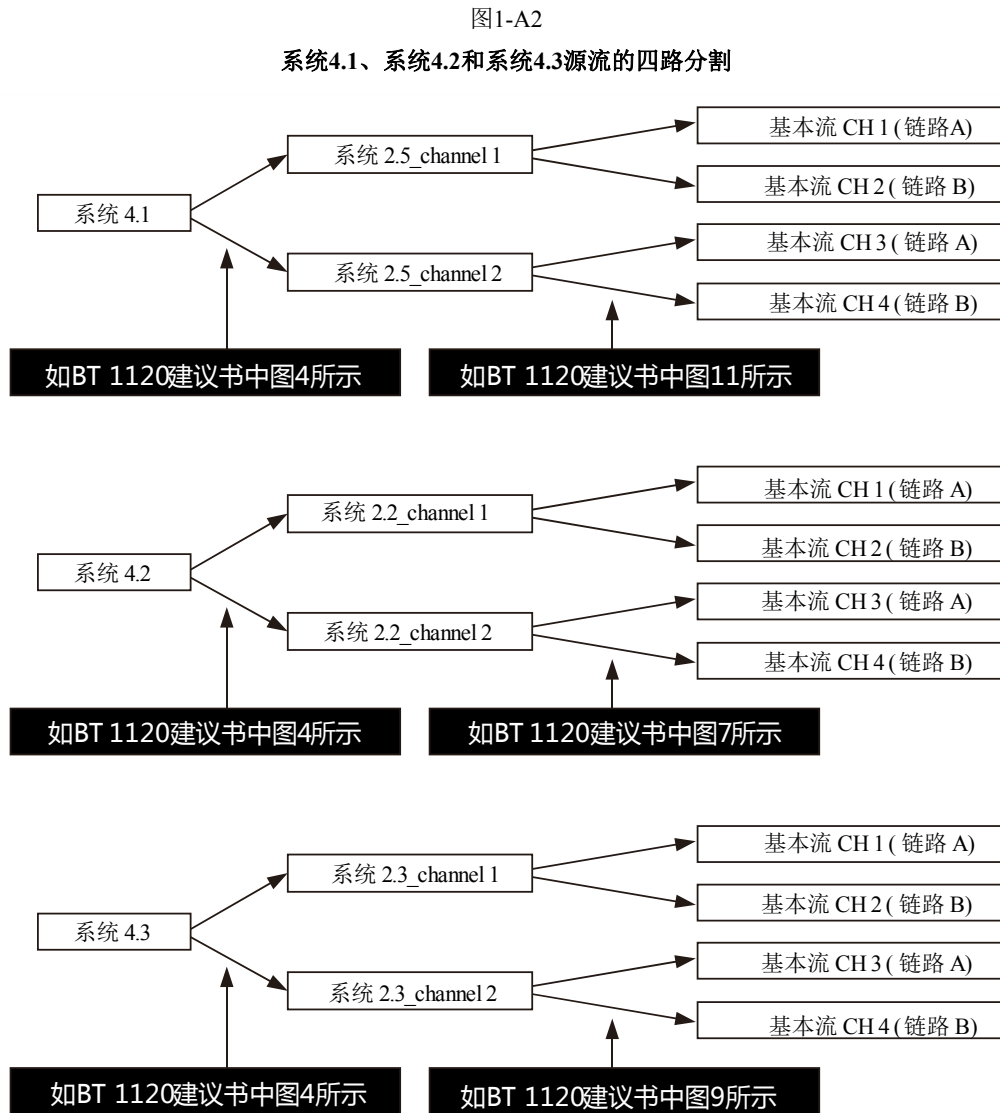 图1-A2
系统4.1、系统4.2和系统4.3源流的四路分割
基本流 CH 1 (链路A)
系统 2.5_channel 1
基本流 CH 2 ( 链路 B)
系统 4.1
基本流 CH 3 ( 链路 A)
系统 2.5_channel 2
基本流 CH 4 ( 链路 B)
如BT 1120建议书中图4所示
如BT 1120建议书中图11所示
基本流 CH 1 ( 链路 A)
系统 2.2_channel 1
基本流 CH 2 ( 链路 B)
系统 4.2
基本流 CH 3 ( 链路 A)
系统 2.2_channel 2
基本流 CH 4 ( 链路 B)
如BT 1120建议书中图4所示
如BT 1120建议书中图7所示
基本流 CH 1 ( 链路 A)
系统 2.3_channel 1
基本流 CH 2 ( 链路 B)
系统 4.3
基本流 CH 3 ( 链路 A)
系统 2.3_channel 2
基本流 CH 4 ( 链路 B)
如BT 1120建议书中图4所示
如BT 1120建议书中图9所示